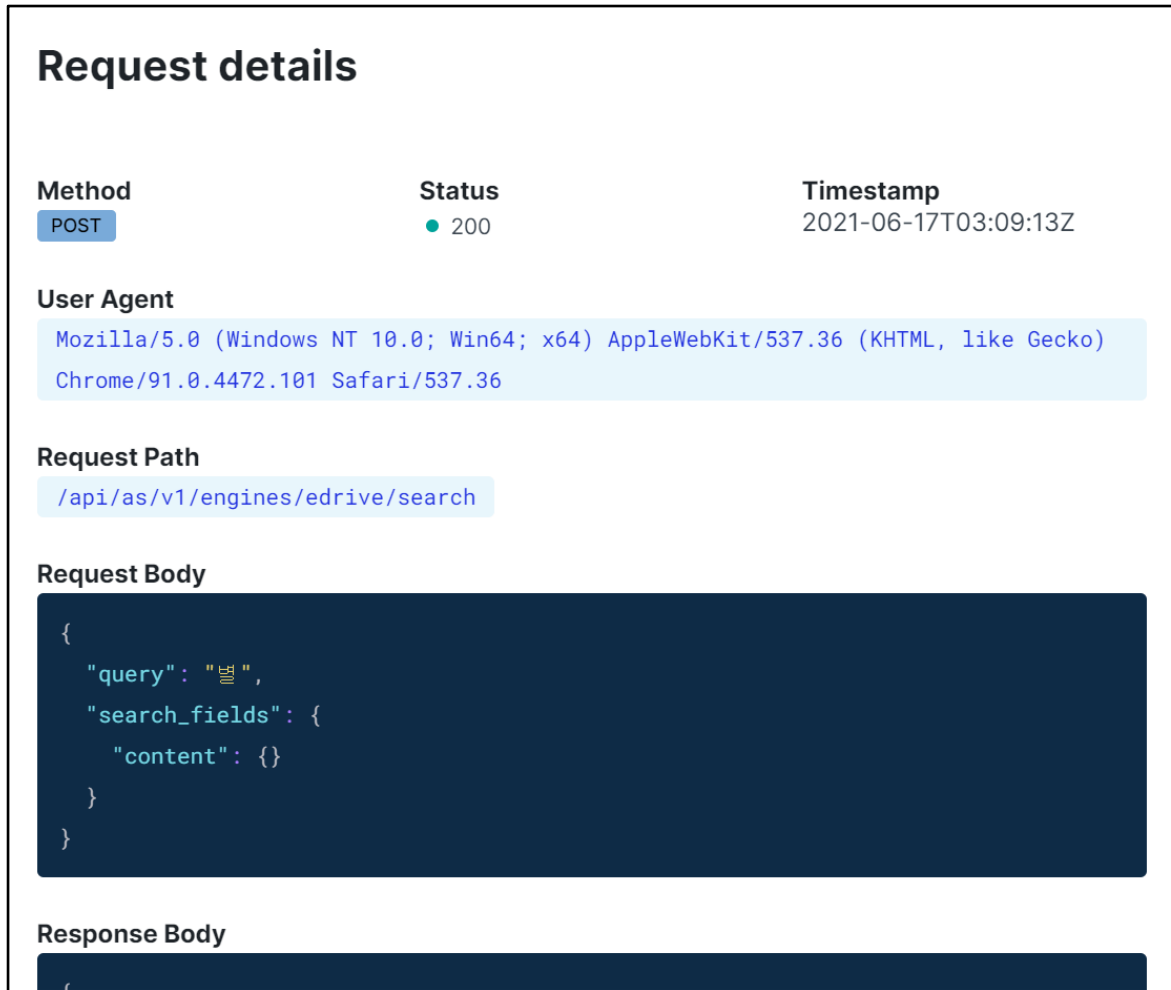 Request details
Method
Status
Timestamp
POST
200
2021-06-17T03:09:13Z
User Agent
Mozilla/5.0 (Windows NT 10.0; Win64; x64) AppleWebKit/537.36 (KHTML, like Gecko)
Chrome/91.0.4472.101 Safari/537.36
Request Path
/api/as/v1/engines/edrive/search
Request Body
{
"query": "별",
"search_fields": {
"content": {}
}
}
Response Body
{